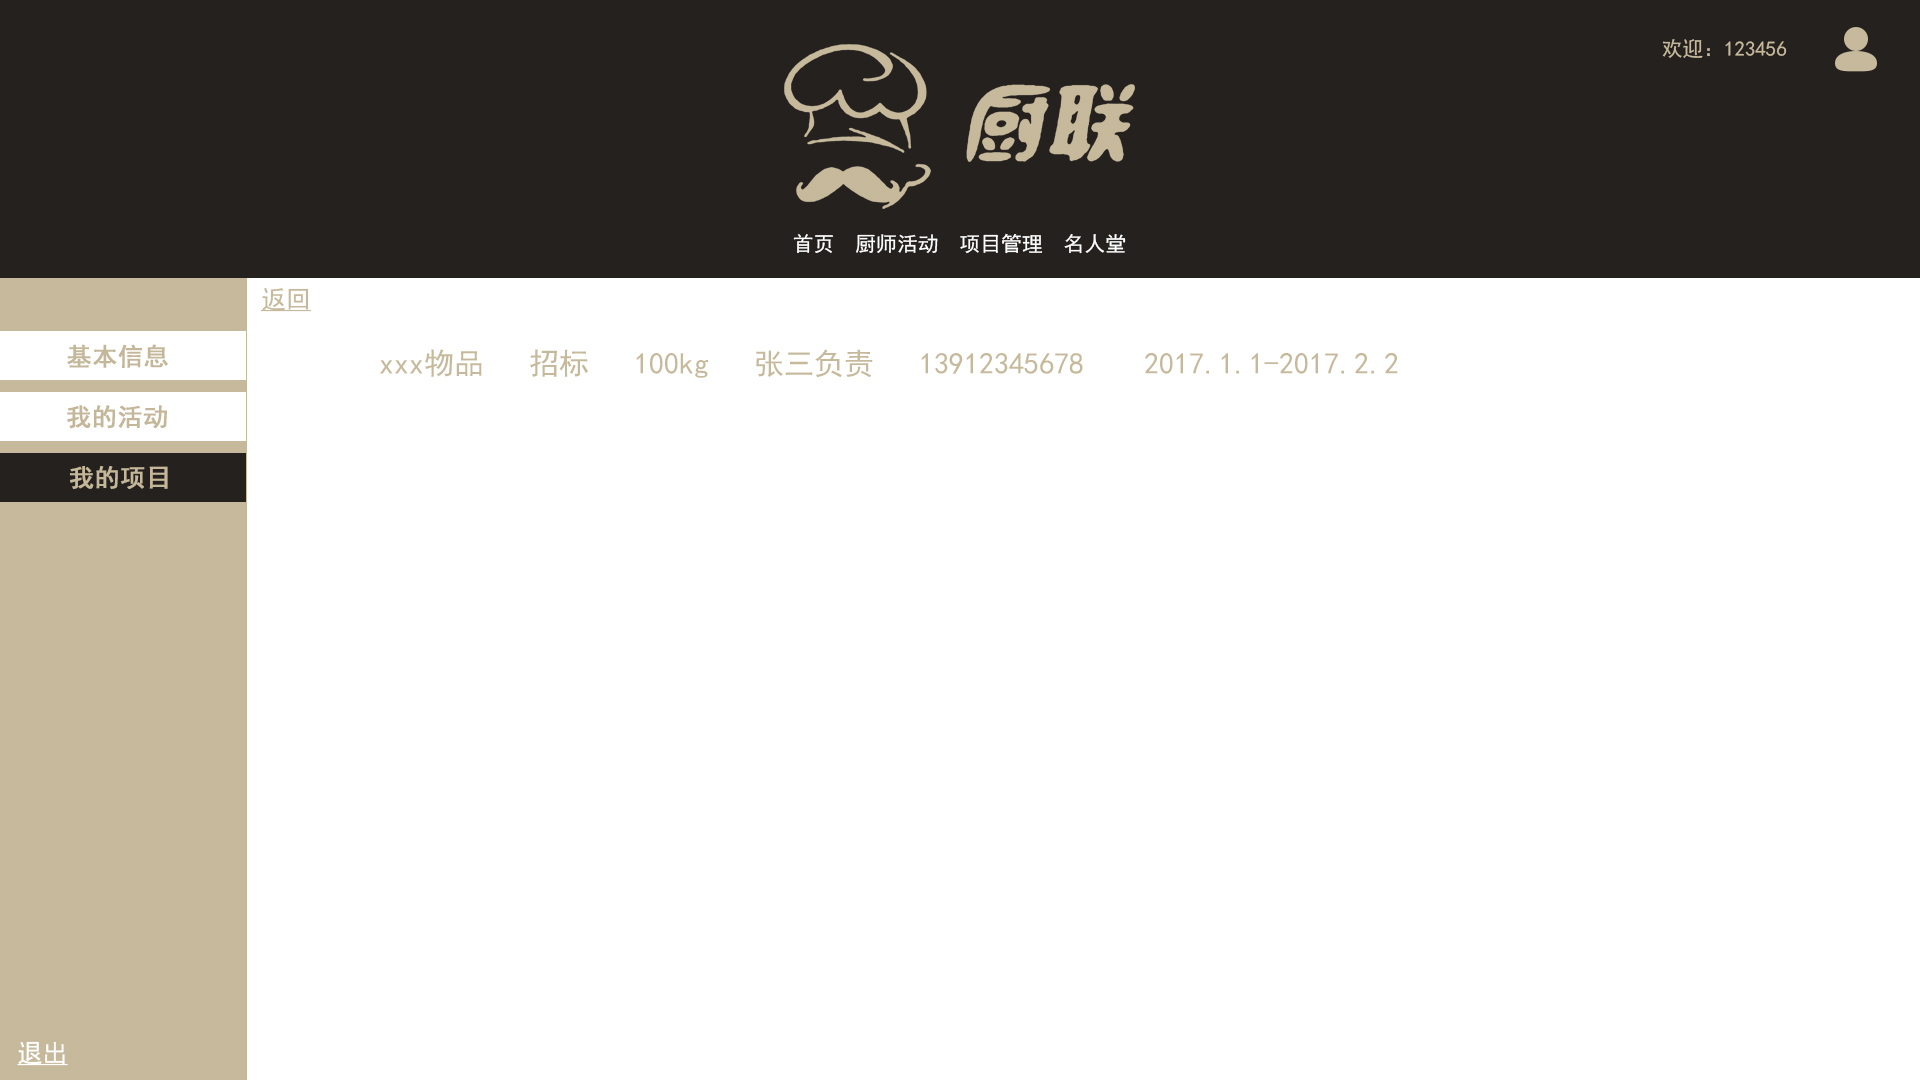 欢迎：123456
厨联
首页 厨师活动 项目管理 名人堂
返回
基本信息
xxx物品 招标 100kg 张三负责 13912345678 2017.1.1-2017.2.2
我的活动
我的项目
退出